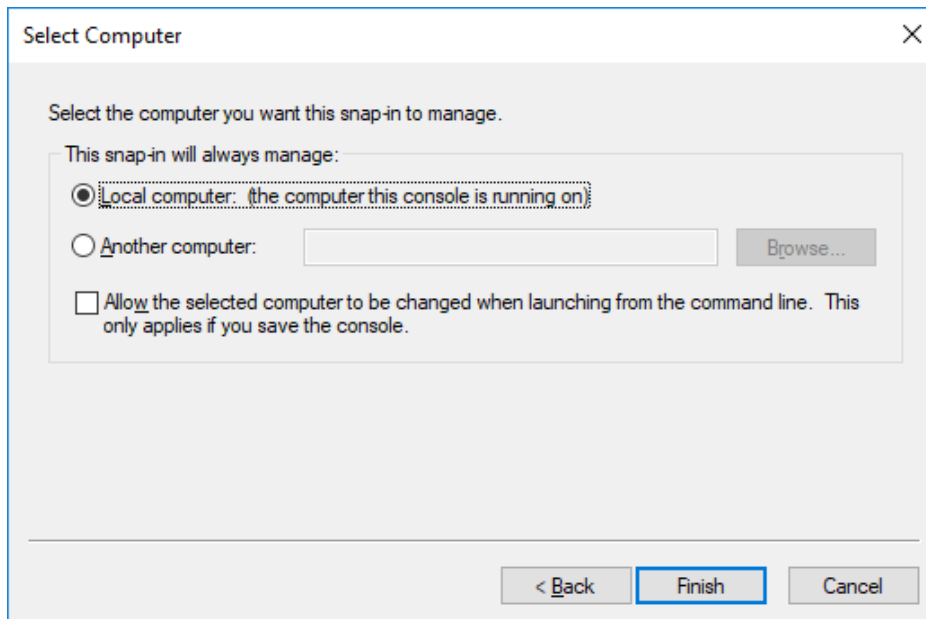 Select Computer
Select the computer you want this snap-in to manage.
This snap-in will always manage:
Local computer: (the computer this console is running on)
Another computer:
Browse...
Allow the selected computer to be changed when launching from the command line. This
only applies if you save the console.
< Back
Finish
Cancel